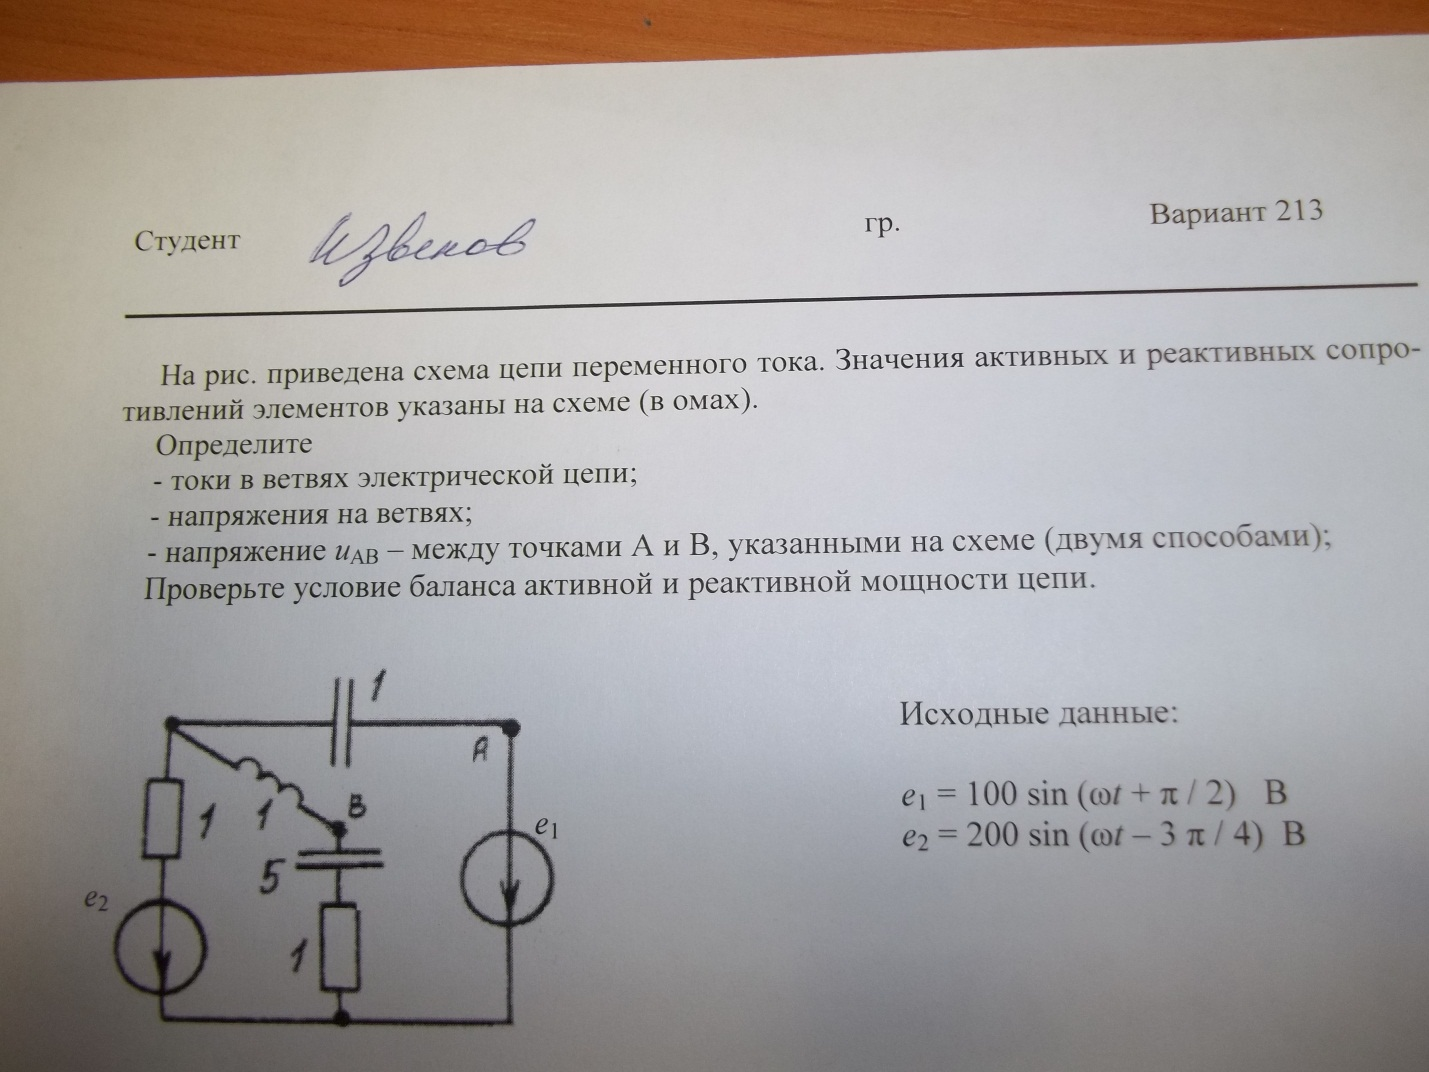 Студент Извеков гр. Вариант 213
На рис. приведена схема цепи переменного тока. Значения активных и реактивных сопро-
тивлений элементов указаны на схеме (в омах).
Определите
- токи в ветвях электрической цепи;
- напряжения на ветвях;
- напряжение uAB – между точками А и В, указанными на схеме (двумя способами);
Проверьте условие баланса активной и реактивной мощности цепи.
1
A
1
1
B
e1
5
e2
1
Исходные данные:
e1 = 100 sin (ωt + π / 2) В
e2 = 200 sin (ωt – 3 π / 4) В